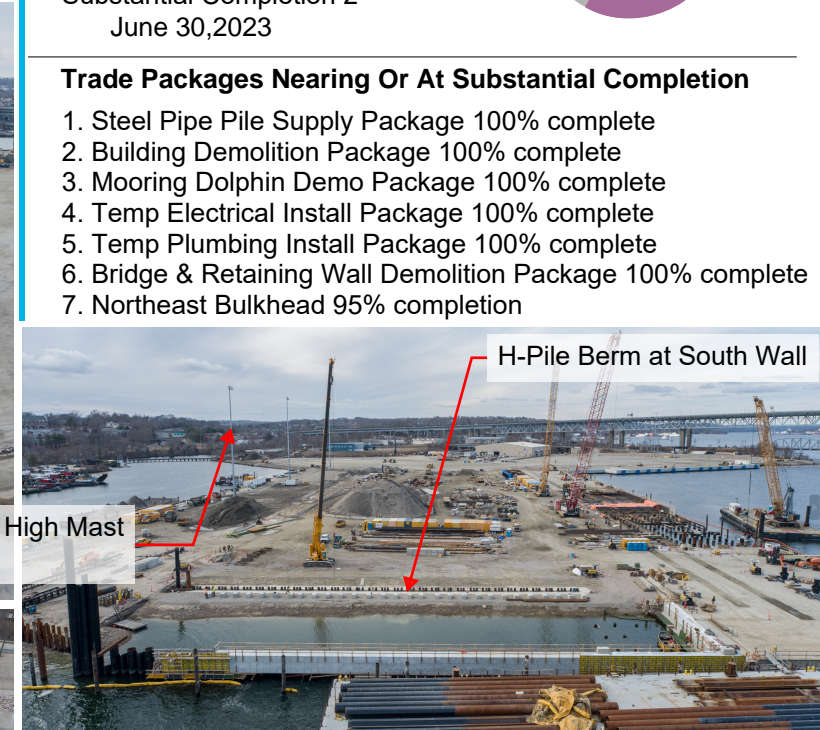 Substantial Completion 2
June 30,2023
Trade Packages Nearing Or At Substantial Completion
1. Steel Pipe Pile Supply Package 100% complete
2. Building Demolition Package 100% complete
3. Mooring Dolphin Demo Package 100% complete
4. Temp Electrical Install Package 100% complete
5. Temp Plumbing Install Package 100% complete
6. Bridge & Retaining Wall Demolition Package 100% complete
7. Northeast Bulkhead 95% completion
H-Pile Berm at South Wall
High Mast